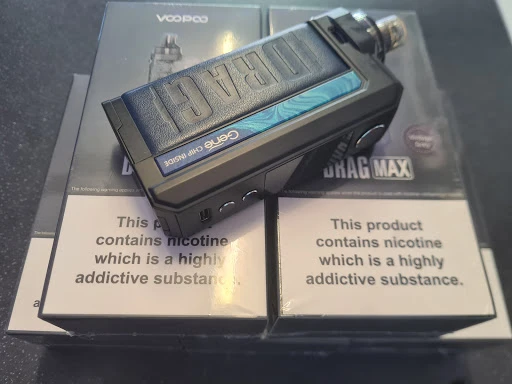 VOOPOO
DRAG
Gene CHIP INSIDE
DRAG MAX
This p
contains nicotine
which is a highly
addictive substance.
This product
contains nicotine
which is a highly
addictive substance.
a